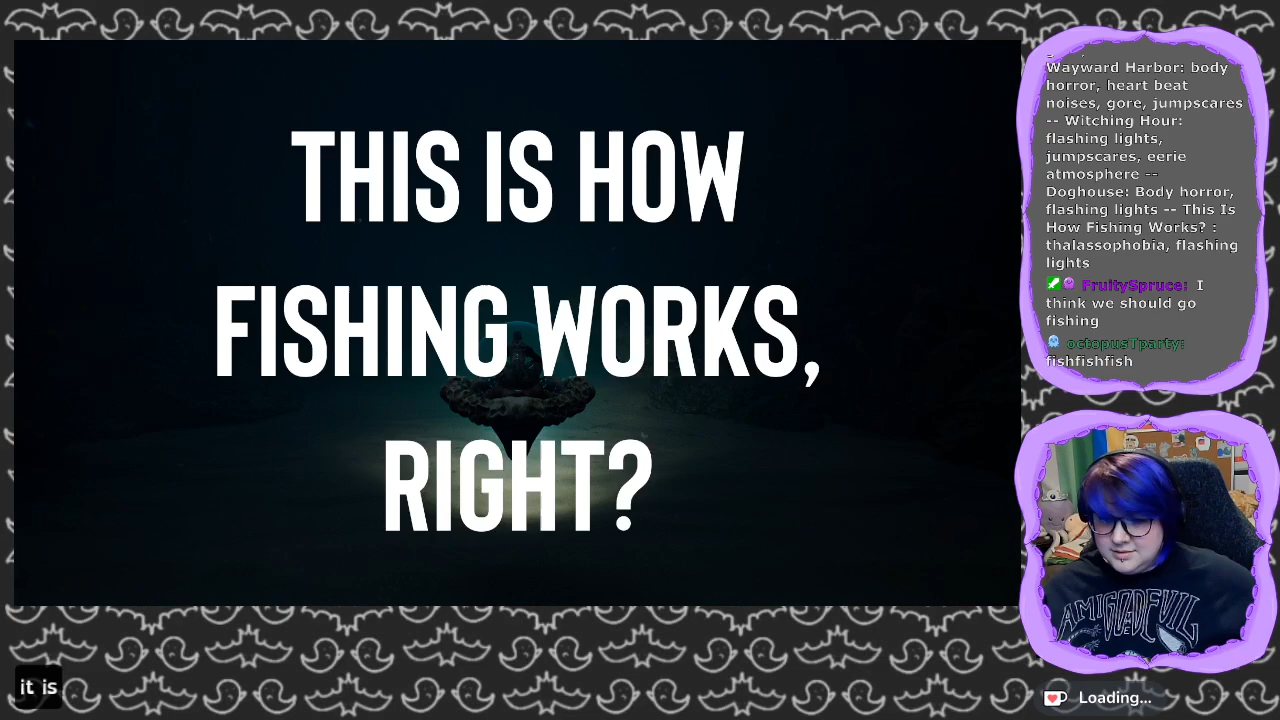 THIS IS HOW
FISHING WORKS,
RIGHT?
Wayward Harbor: body
horror, heart beat
noises, gore, jumpscares
-- Witching Hour:
flashing lights,
jumpscares, eerie
atmosphere --
Doghouse: Body horror,
flashing lights -- This Is
How Fishing Works? :
thalassophobia, flashing
lights
FruitySpruce: I
think we should go
fishing
octopusTparty:
fishfishfish
it is
Loading...